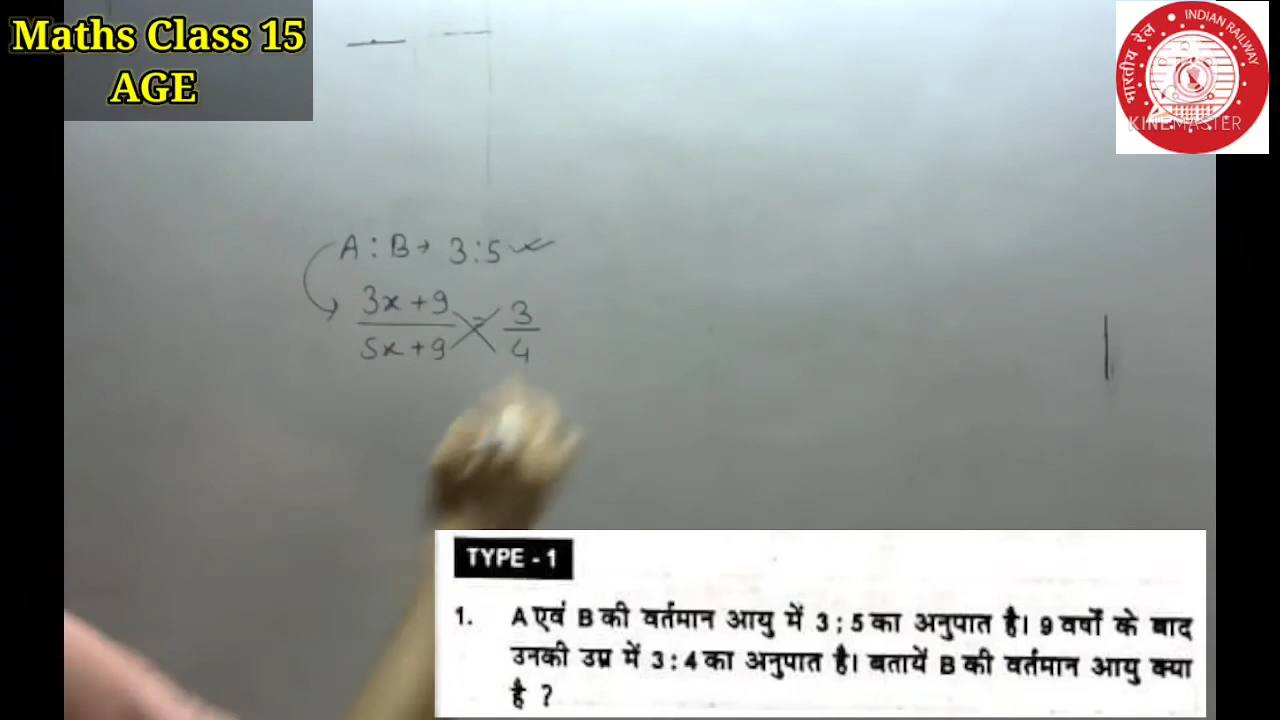 Maths Class 15
AGE
भारतीय रेल
INDIAN RAILWAY
KINEMASTER
A : B → 3:5
3x + 9 = 3
5x + 9 4
TYPE - 1
1. A एवं B की वर्तमान आयु में 3 : 5 का अनुपात है। 9 वर्षों के बाद
उनकी उम्र में 3 : 4 का अनुपात है। बतायें B की वर्तमान आयु क्या
है ?